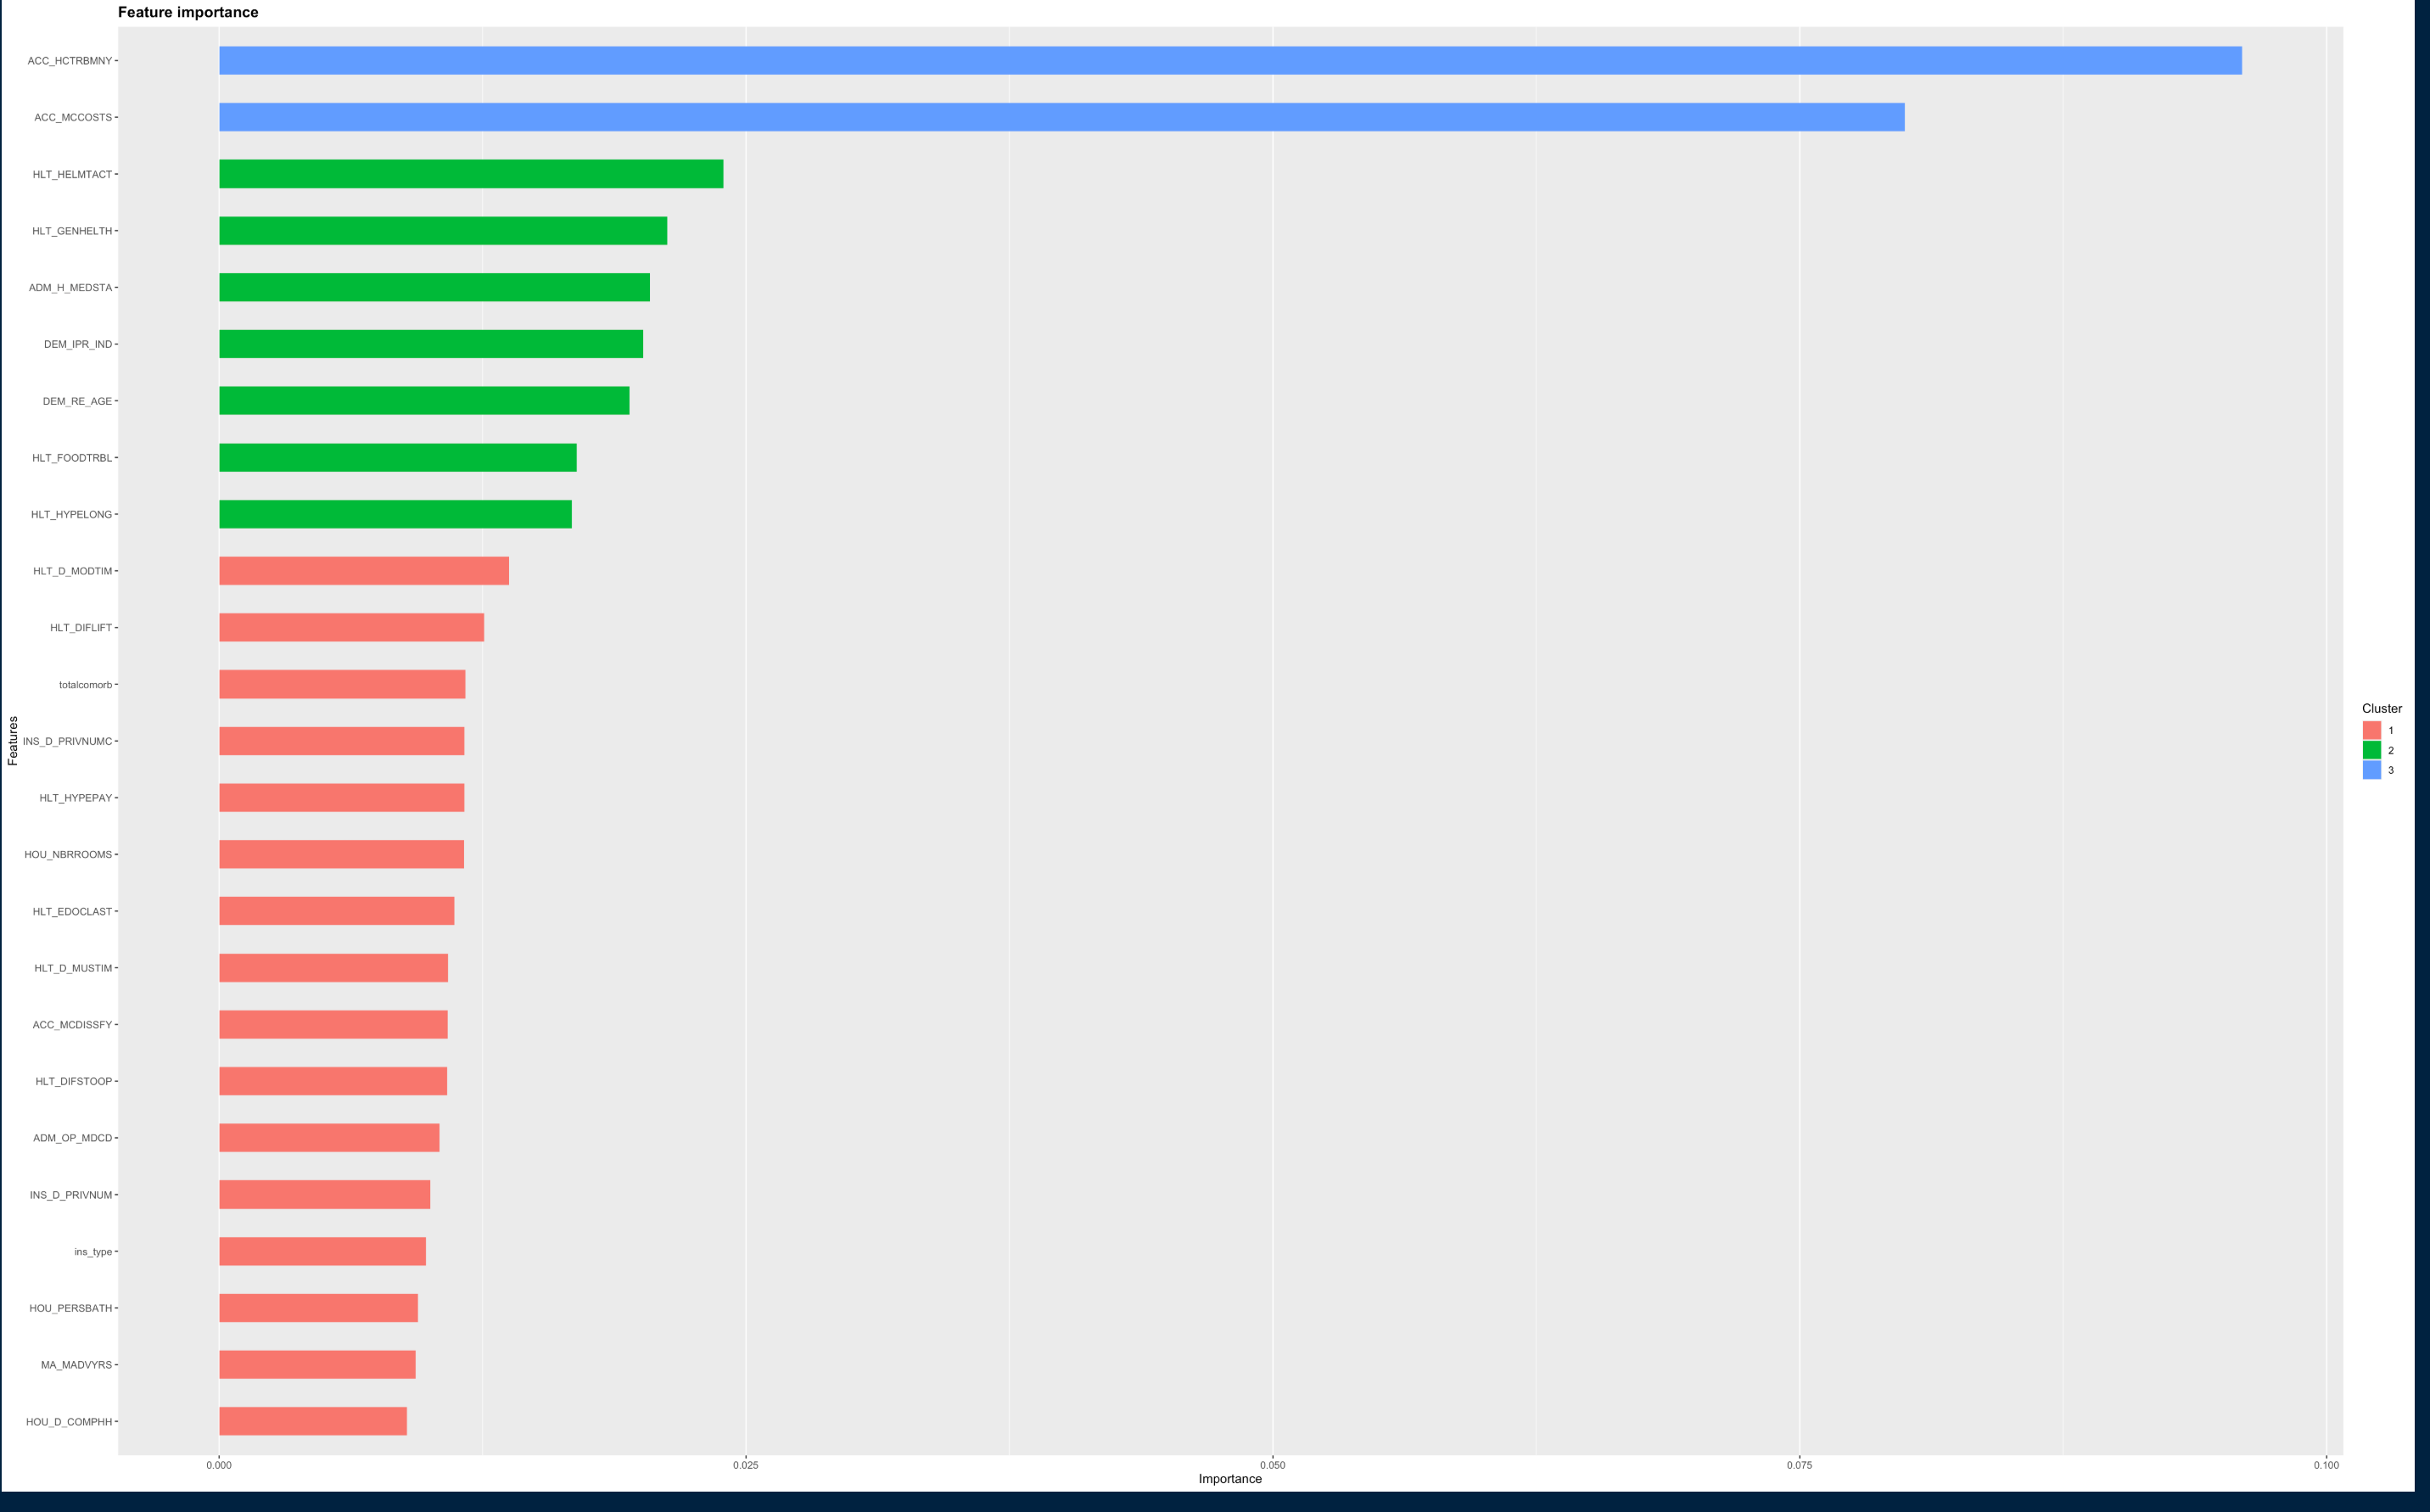 Feature importance
ACC_HCTRBMNY
ACC_MCCOSTS
HLT_HELMTACT
HLT_GENHELTH
ADM_H_MEDSTA
DEM_IPR_IND
DEM_RE_AGE
HLT_FOODTRBL
HLT_HYPELONG
HLT_D_MODTIM
HLT_DIFLIFT
totalcomorb
INS_D_PRIVNUMC
HLT_HYPEPAY
HOU_NBRROOMS
HLT_EDOCLAST
HLT_D_MUSTIM
ACC_MCDISSFY
HLT_DIFSTOOP
ADM_OP_MDCD
INS_D_PRIVNUM
ins_type
HOU_PERSBATH
MA_MADVYRS
HOU_D_COMPHH
Features
0.000 0.025 0.050 0.075 0.100
Importance
Cluster
1
2
3